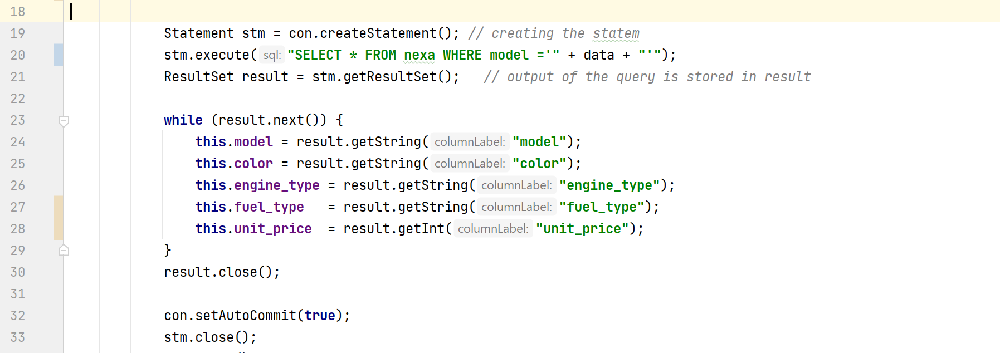 18
19 Statement stm = con.createStatement(); // creating the statem
20 stm.execute( sql: "SELECT * FROM nexa WHERE model ='" + data + "'");
21 ResultSet result = stm.getResultSet();   // output of the query is stored in result
22
23 while (result.next()) {
24 this.model = result.getString( columnLabel: "model");
25 this.color = result.getString( columnLabel: "color");
26 this.engine_type = result.getString( columnLabel: "engine_type");
27 this.fuel_type   = result.getString( columnLabel: "fuel_type");
28 this.unit_price  = result.getInt( columnLabel: "unit_price");
29 }
30 result.close();
31
32 con.setAutoCommit(true);
33 stm.close();